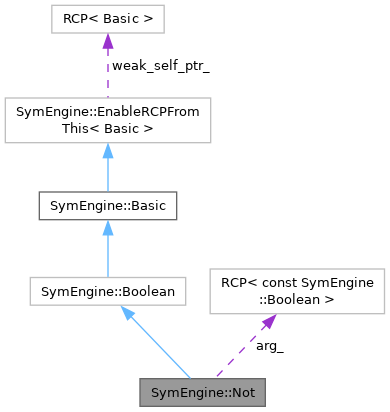 RCP< Basic >
weak_self_ptr_
SymEngine::EnableRCPFrom
This< Basic >
SymEngine::Basic
SymEngine::Boolean
RCP< const SymEngine
::Boolean >
arg_
SymEngine::Not